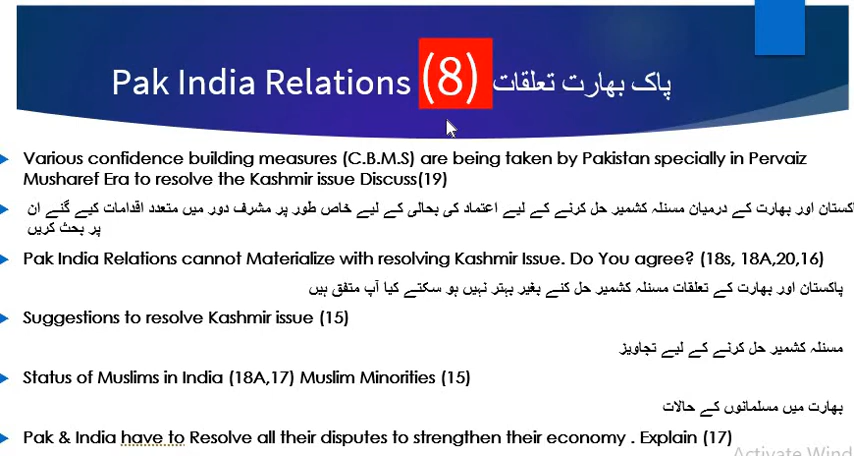 Pak India Relations (8) پاک بھارت تعلقات
Various confidence building measures (C.B.M.S) are being taken by Pakistan specially in Pervaiz
Musharef Era to resolve the Kashmir issue Discuss(19)
پاکستان اور بھارت کے درمیان مسئلہ کشمیر حل کرنے کے لیے اعتماد کی بحالی کے لیے خاص طور پر مشرف دور میں متعدد اقدامات کیے گئے ان
پر بحث کریں
Pak India Relations cannot Materialize with resolving Kashmir Issue. Do You agree? (18s, 18A,20,16)
پاکستان اور بھارت کے تعلقات مسئلہ کشمیر حل کئے بغیر بہتر نہیں ہو سکتے کیا آپ متفق ہیں
Suggestions to resolve Kashmir issue (15)
مسئلہ کشمیر حل کرنے کے لیے تجاویز
Status of Muslims in India (18A,17) Muslim Minorities (15)
بھارت میں مسلمانوں کے حالات
Pak & India have to Resolve all their disputes to strengthen their economy . Explain (17)
Activate Wind